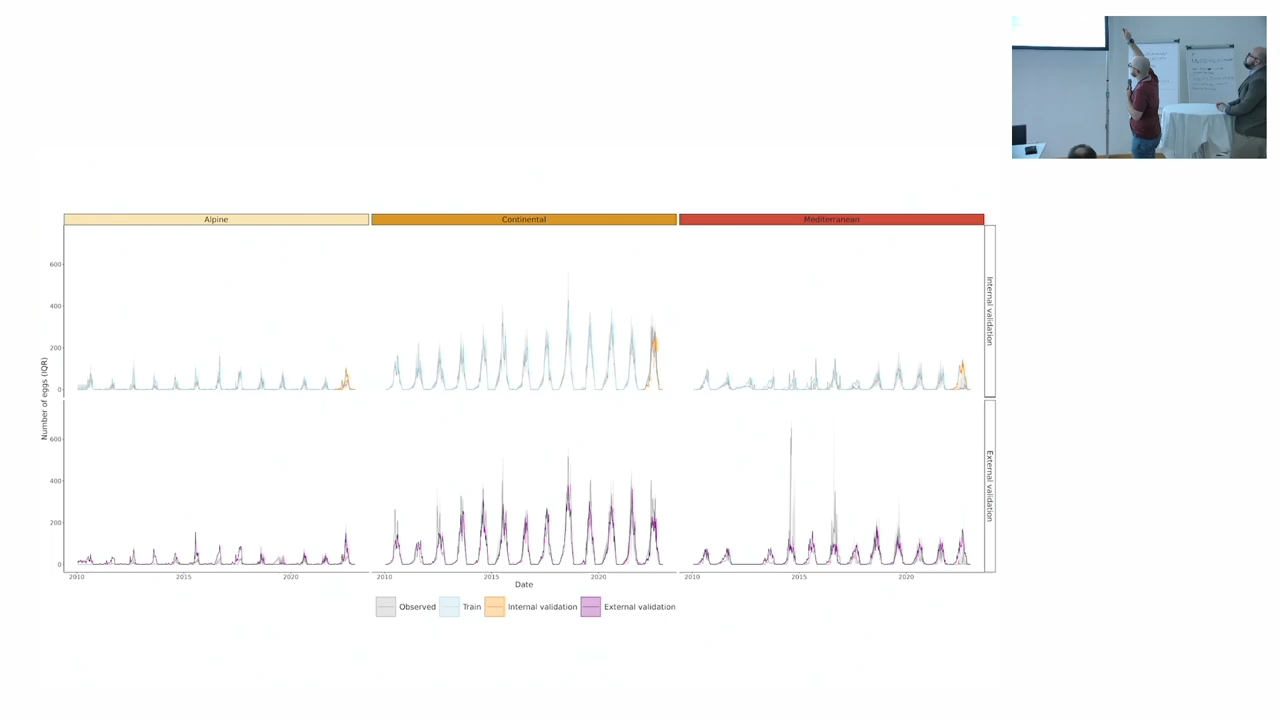 Alpine Continental Mediterranean
600
400
200
0
Internal validation
Number of eggs (IQR)
600
400
200
0
External validation
2010 2015 2020 2010 2015 2020 2010 2015 2020
Date
Observed Train Internal validation External validation